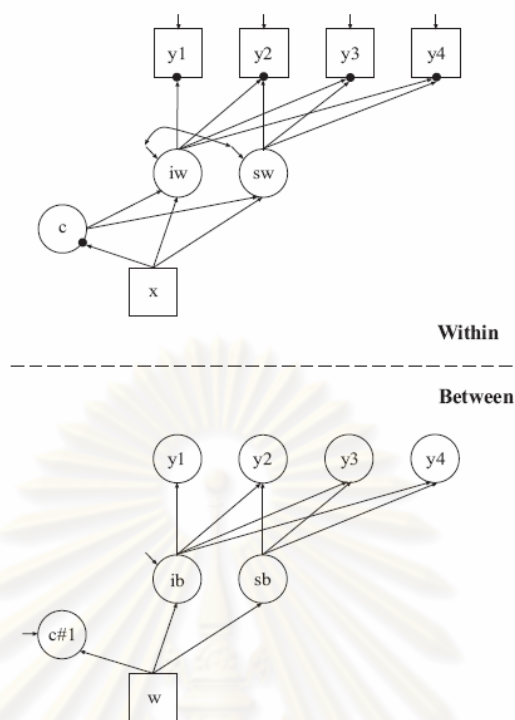 y1 y2 y3 y4
iw sw
c
x
Within
Between
y1 y2 y3 y4
ib sb
c#1
w